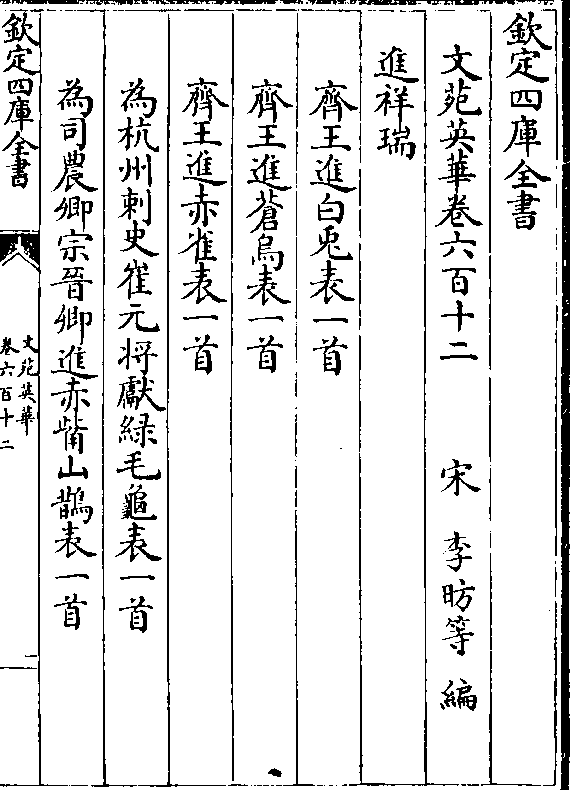 欽定四庫全書
文苑英華卷六百十二　宋　李昉等　編
進祥瑞
齊王進白兎表一首
齊王進蒼烏表一首
齊王進赤雀表一首
為杭州刺史崔元将獻綠毛龜表一首
為司農卿宗晉卿進赤觜山鵲表一首
欽定四庫全書
文苑英華
卷六百十二
一